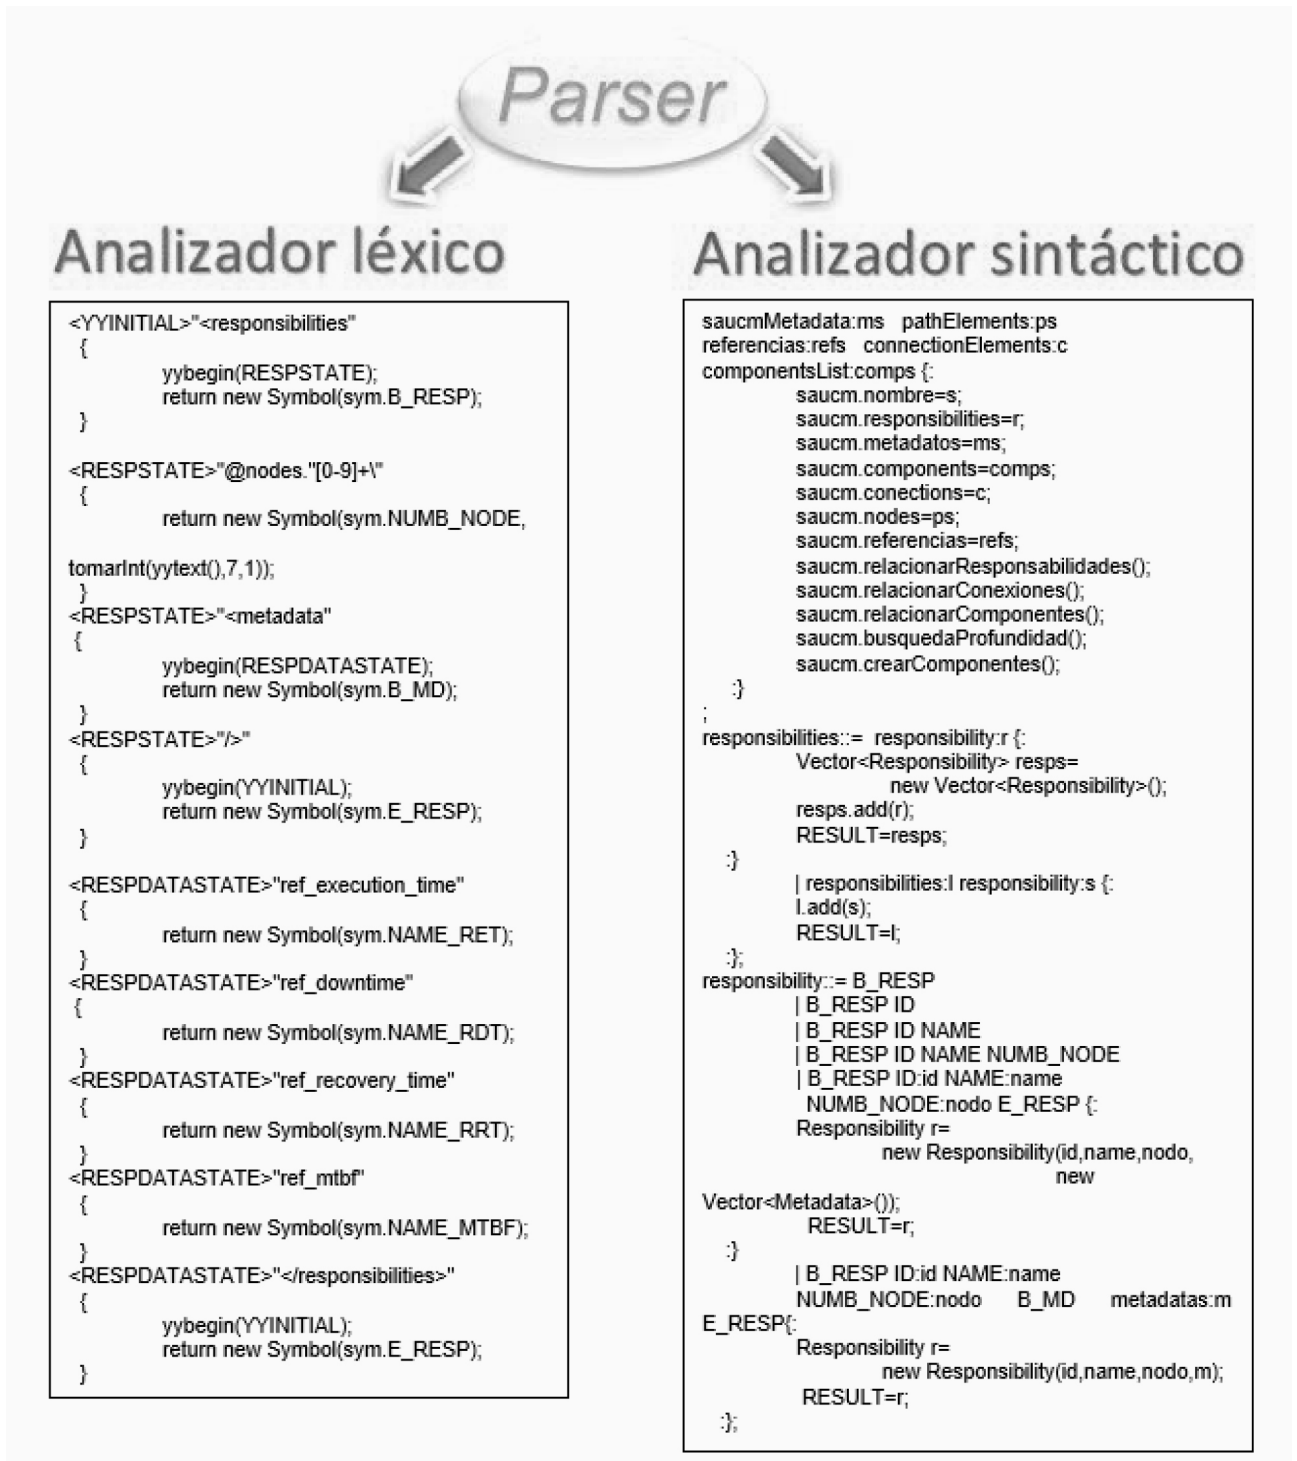 Parser
Analizador léxico
<YYINITIAL>"<responsibilities"
{
yybegin(RESPSTATE);
return new Symbol(sym.B_RESP);
}
<RESPSTATE>"@nodes."[0-9]+\"
{
return new Symbol(sym.NUMB_NODE,
tomarInt(yytext(),7,1));
}
<RESPSTATE>"<metadata"
{
yybegin(RESPDATASTATE);
return new Symbol(sym.B_MD);
}
<RESPSTATE>"/>"
{
yybegin(YYINITIAL);
return new Symbol(sym.E_RESP);
}
<RESPDATASTATE>"ref_execution_time"
{
return new Symbol(sym.NAME_RET);
}
<RESPDATASTATE>"ref_downtime"
{
return new Symbol(sym.NAME_RDT);
}
<RESPDATASTATE>"ref_recovery_time"
{
return new Symbol(sym.NAME_RRT);
}
<RESPDATASTATE>"ref_mtbf"
{
return new Symbol(sym.NAME_MTBF);
}
<RESPDATASTATE>"</responsibilities>"
{
yybegin(YYINITIAL);
return new Symbol(sym.E_RESP);
}
Analizador sintáctico
saucmMetadata:ms pathElements:ps
referencias:refs connectionElements:c
componentsList:comps {:
saucm.nombre=s;
saucm.responsibilities=r;
saucm.metadatos=ms;
saucm.components=comps;
saucm.conections=c;
saucm.nodes=ps;
saucm.referencias=refs;
saucm.relacionarResponsabilidades();
saucm.relacionarConexiones();
saucm.relacionarComponentes();
saucm.busquedaProfundidad();
saucm.crearComponentes();
:}
;
responsibilities::= responsibility:r {:
Vector<Responsibility> resps=
new Vector<Responsibility>();
resps.add(r);
RESULT=resps;
:}
| responsibilities:l responsibility:s {:
l.add(s);
RESULT=l;
:};
responsibility::= B_RESP
| B_RESP ID
| B_RESP ID NAME
| B_RESP ID NAME NUMB_NODE
| B_RESP ID:id NAME:name
NUMB_NODE:nodo E_RESP {:
Responsibility r=
new Responsibility(id,name,nodo,
new
Vector<Metadata>());
RESULT=r;
:}
| B_RESP ID:id NAME:name
NUMB_NODE:nodo B_MD metadatas:m
E_RESP{:
Responsibility r=
new Responsibility(id,name,nodo,m);
RESULT=r;
:};